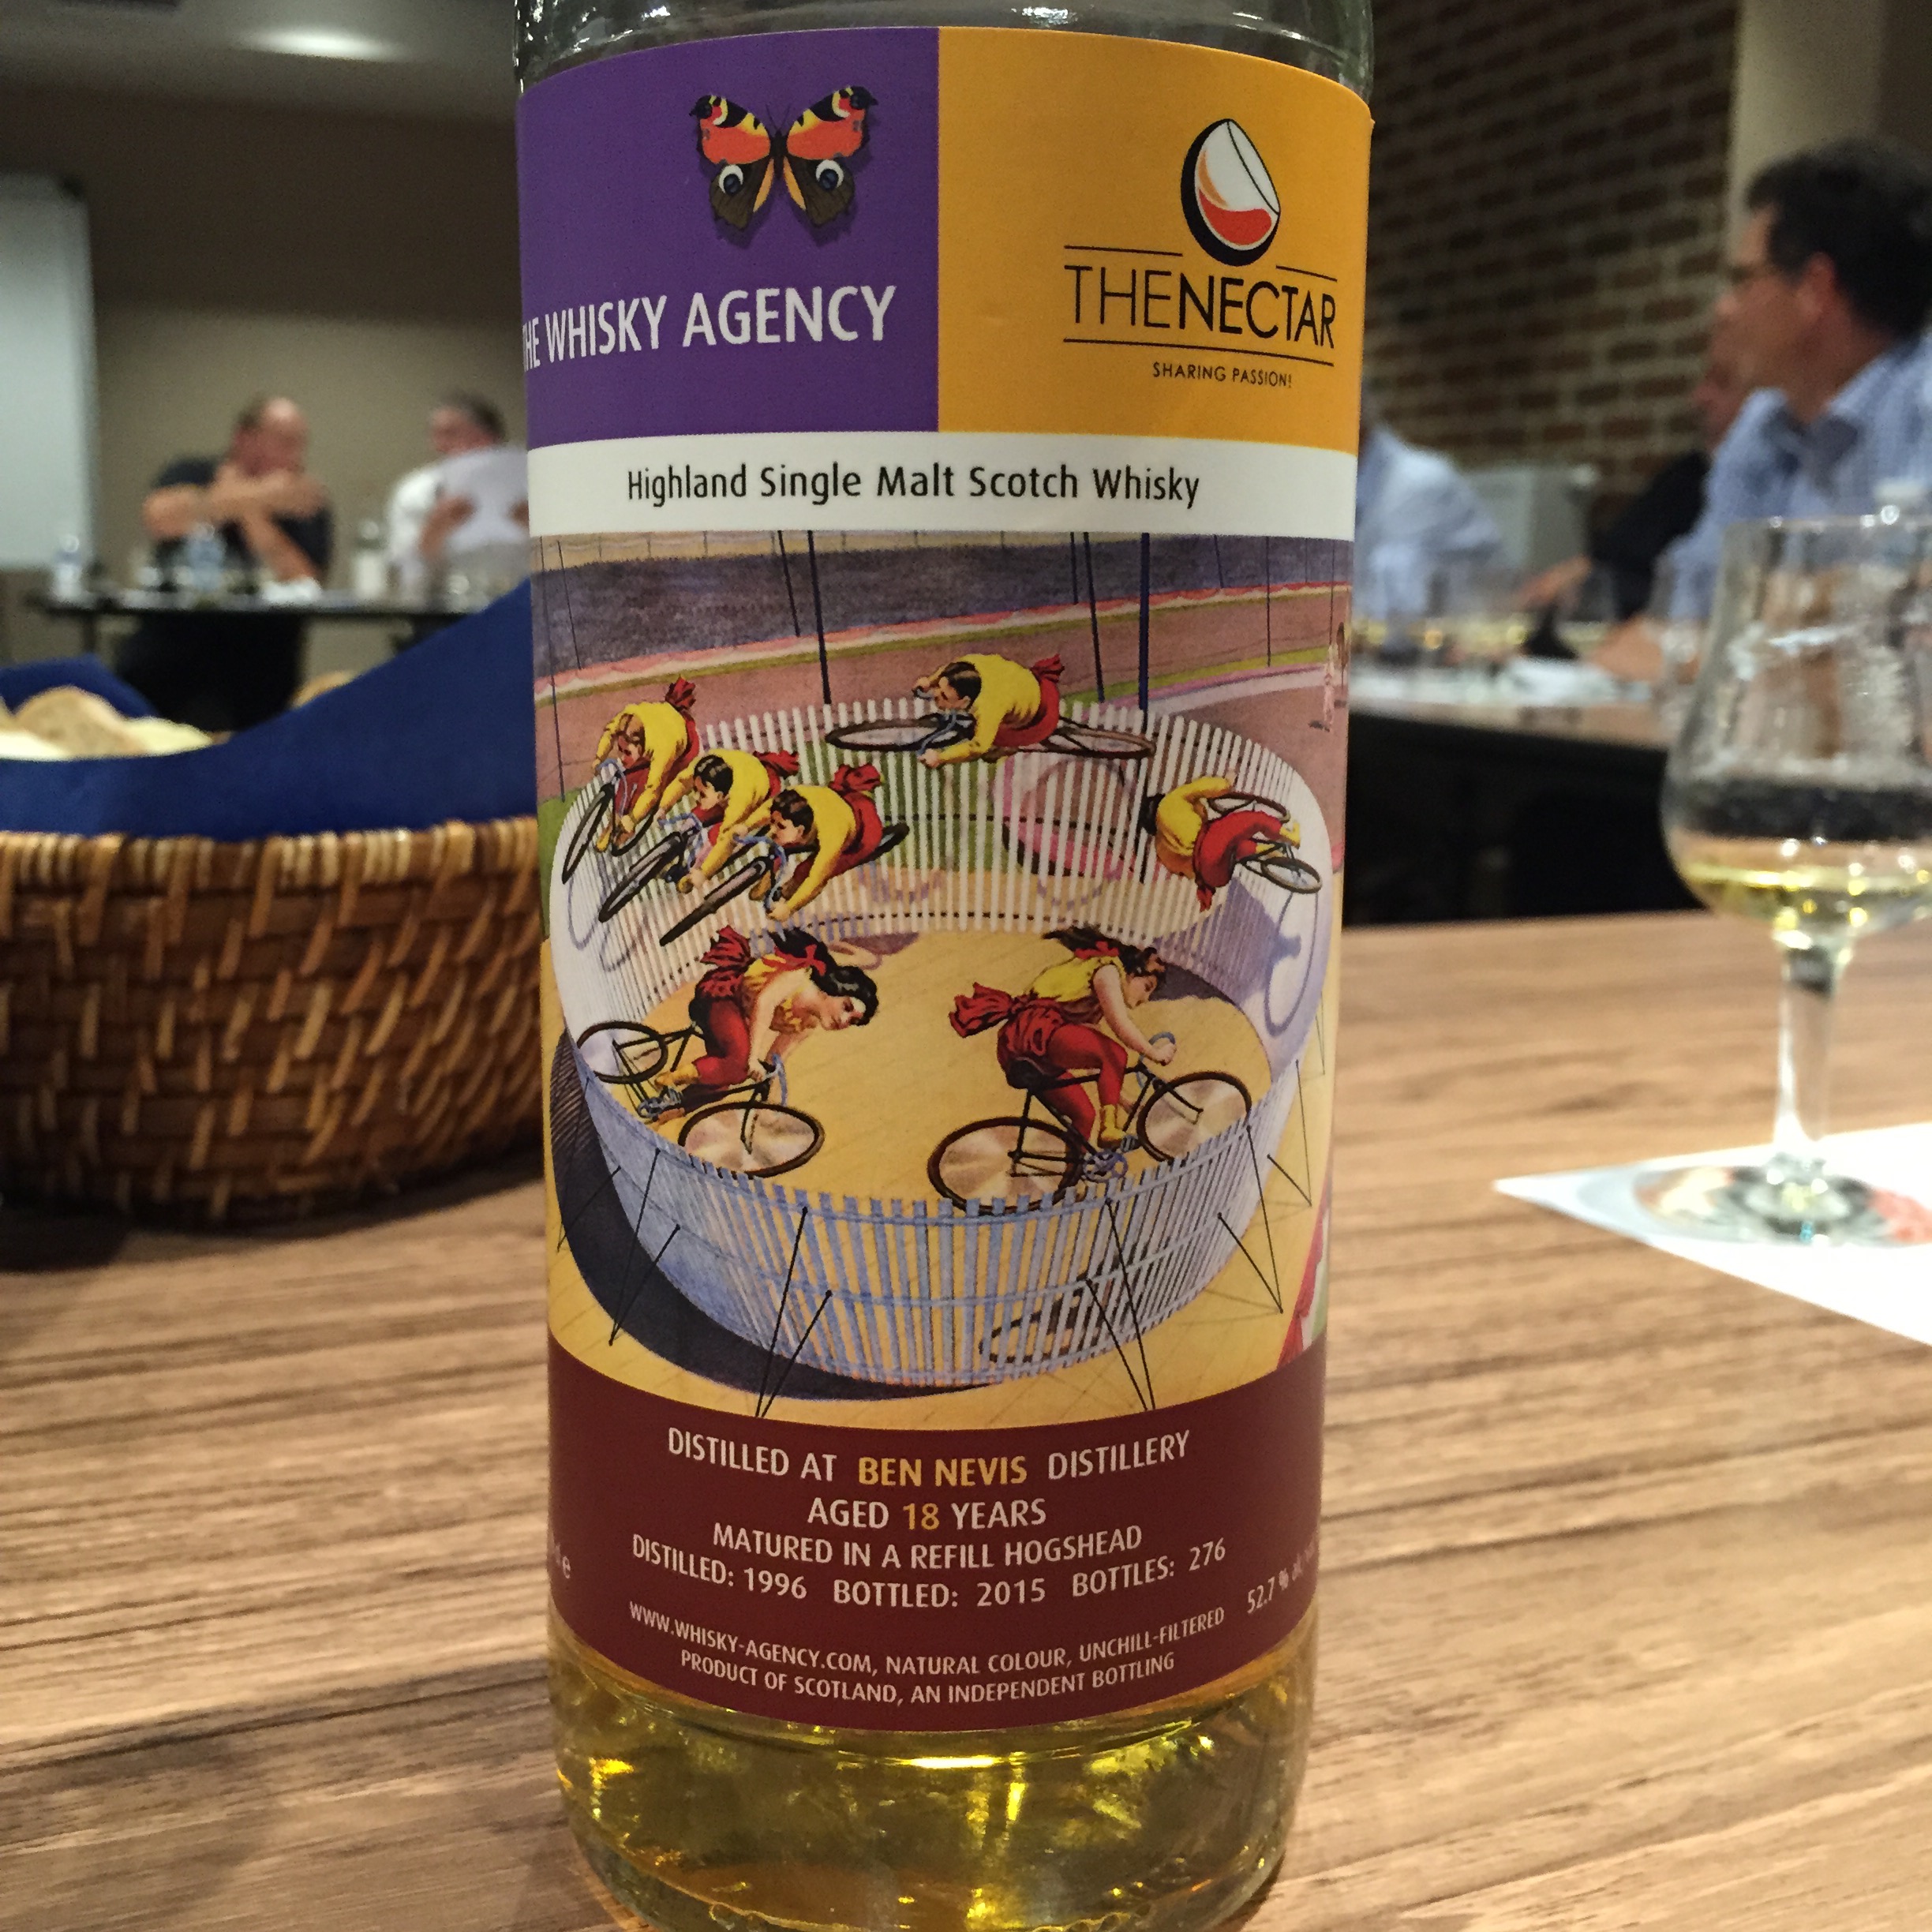 THE WHISKY AGENCY
THENECTAR
SHARING PASSION!
Highland Single Malt Scotch Whisky
DISTILLED AT BEN NEVIS DISTILLERY
AGED 18 YEARS
MATURED IN A REFILL HOGSHEAD
DISTILLED: 1996 BOTTLED: 2015 BOTTLES: 276
52.7 %
WWW.WHISKY-AGENCY.COM, NATURAL COLOUR, UNCHILL-FILTERED
PRODUCT OF SCOTLAND, AN INDEPENDENT BOTTLING